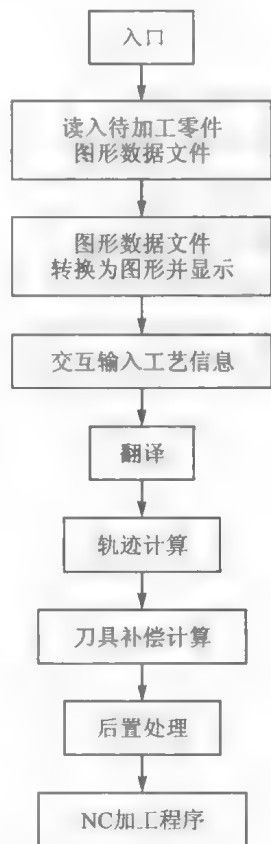 入口
读入待加工零件
图形数据文件
图形数据文件
转换为图形并显示
交互输入工艺信息
翻译
轨迹计算
刀具补偿计算
后置处理
NC加工程序